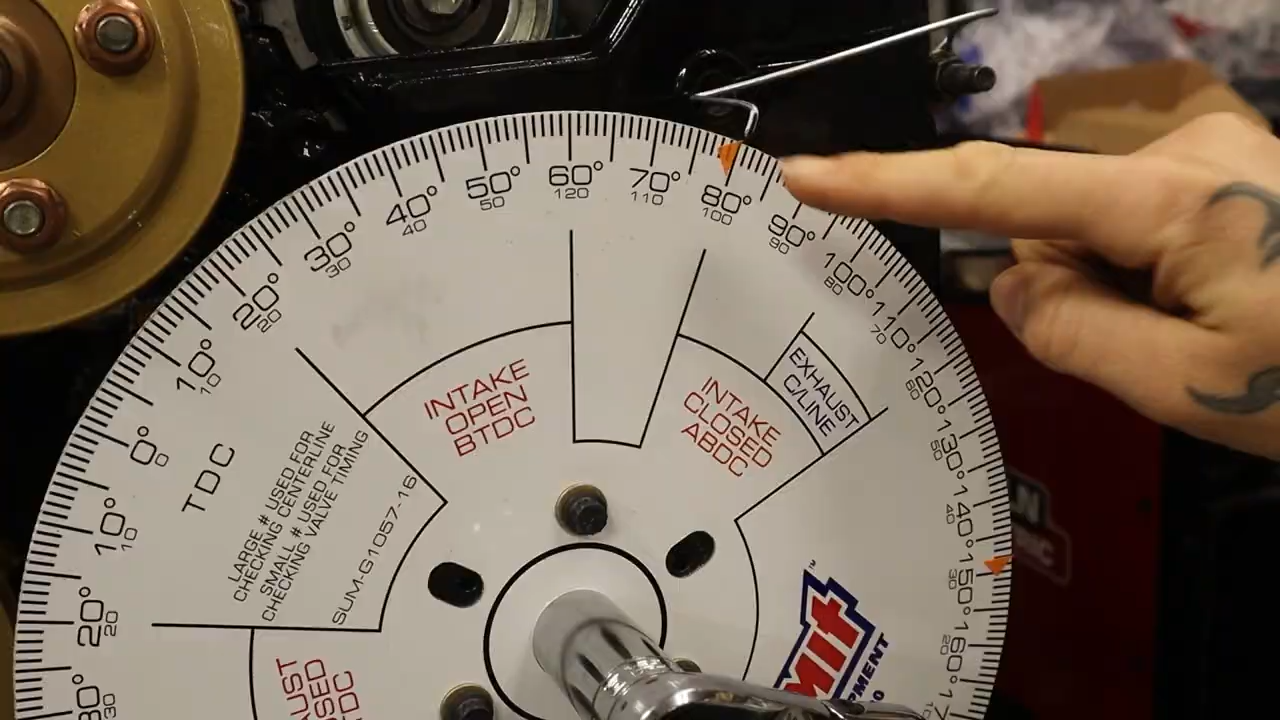 0° 0
10° 10
20° 20
30° 30
40° 40
50° 50
60° 120
70° 110
80° 100
90° 90
100° 80
110° 70
120° 60
130° 50
140° 40
150° 30
160° 20
10° 10
20° 20
30° 30
TDC
LARGE # USED FOR
CHECKING CENTERLINE
SMALL # USED FOR
CHECKING VALVE TIMING
SUM-G1057-16
INTAKE
OPEN
BTDC
INTAKE
CLOSED
ABDC
EXHAUST
C/LINE